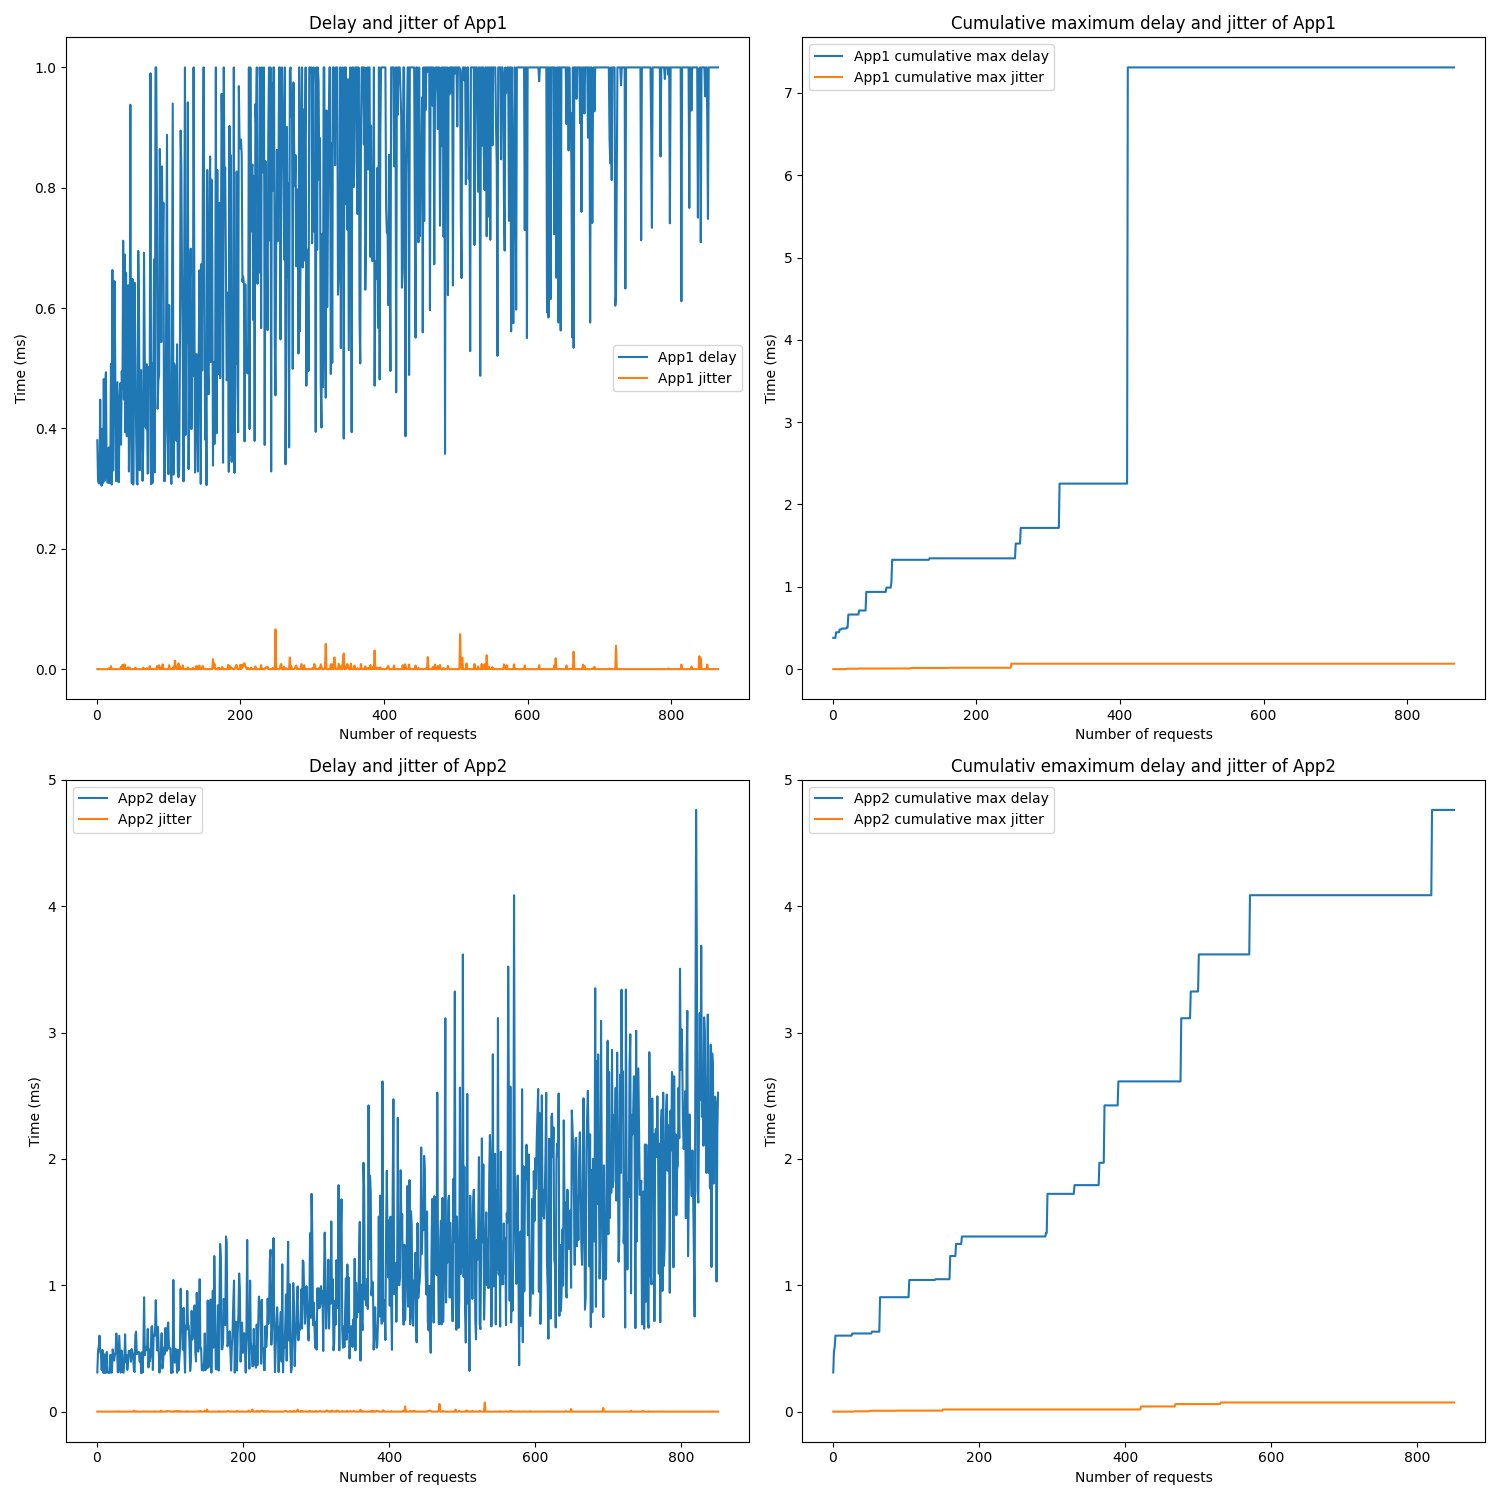 Delay and jitter of App1
Time (ms)
1.0
0.8
0.6
0.4
0.2
0.0
App1 delay
App1 jitter
0 200 400 600 800
Number of requests
Cumulative maximum delay and jitter of App1
Time (ms)
App1 cumulative max delay
App1 cumulative max jitter
7
6
5
4
3
2
1
0
0 200 400 600 800
Number of requests
Delay and jitter of App2
Time (ms)
App2 delay
App2 jitter
5
4
3
2
1
0
0 200 400 600 800
Number of requests
Cumulativ emaximum delay and jitter of App2
Time (ms)
App2 cumulative max delay
App2 cumulative max jitter
5
4
3
2
1
0
0 200 400 600 800
Number of requests